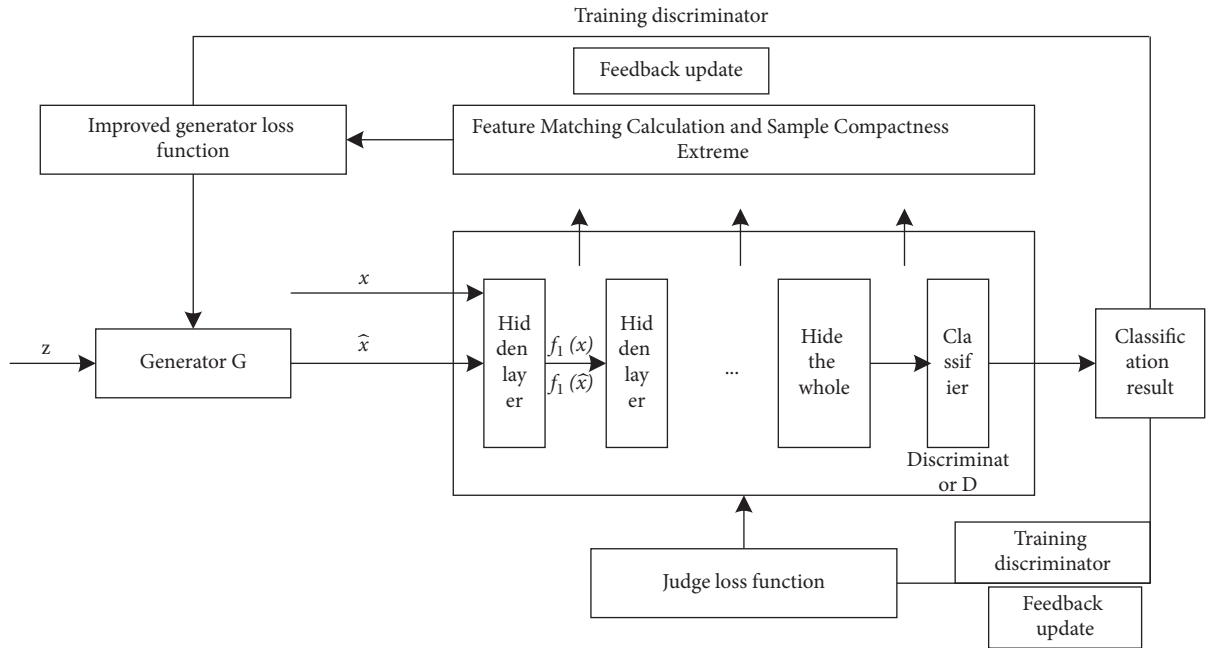 Training discriminator
Feedback update
Improved generator loss
function
Feature Matching Calculation and Sample Compactness
Extreme
x
z
Generator G
x̂
Hid
den
lay
er
f₁ (x)
f₁ (x̂)
Hid
den
lay
er
...
Hide
the
whole
Cla
ssif
ier
Discriminat
or D
Classific
ation
result
Judge loss function
Training
discriminator
Feedback
update